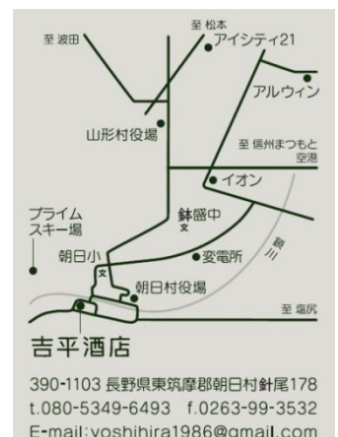 至 松本
至 波田
アイシティ21
アルウィン
山形村役場
至 信州まつもと
空港
イオン
鉢盛中
文
プライム
スキー場
鎖川
朝日小
文
変電所
朝日村役場
至 塩尻
吉平酒店
390-1103 長野県東筑摩郡朝日村針尾178
t.080-5349-6493 f.0263-99-3532
E-mail:yoshihira1986@gmail.com